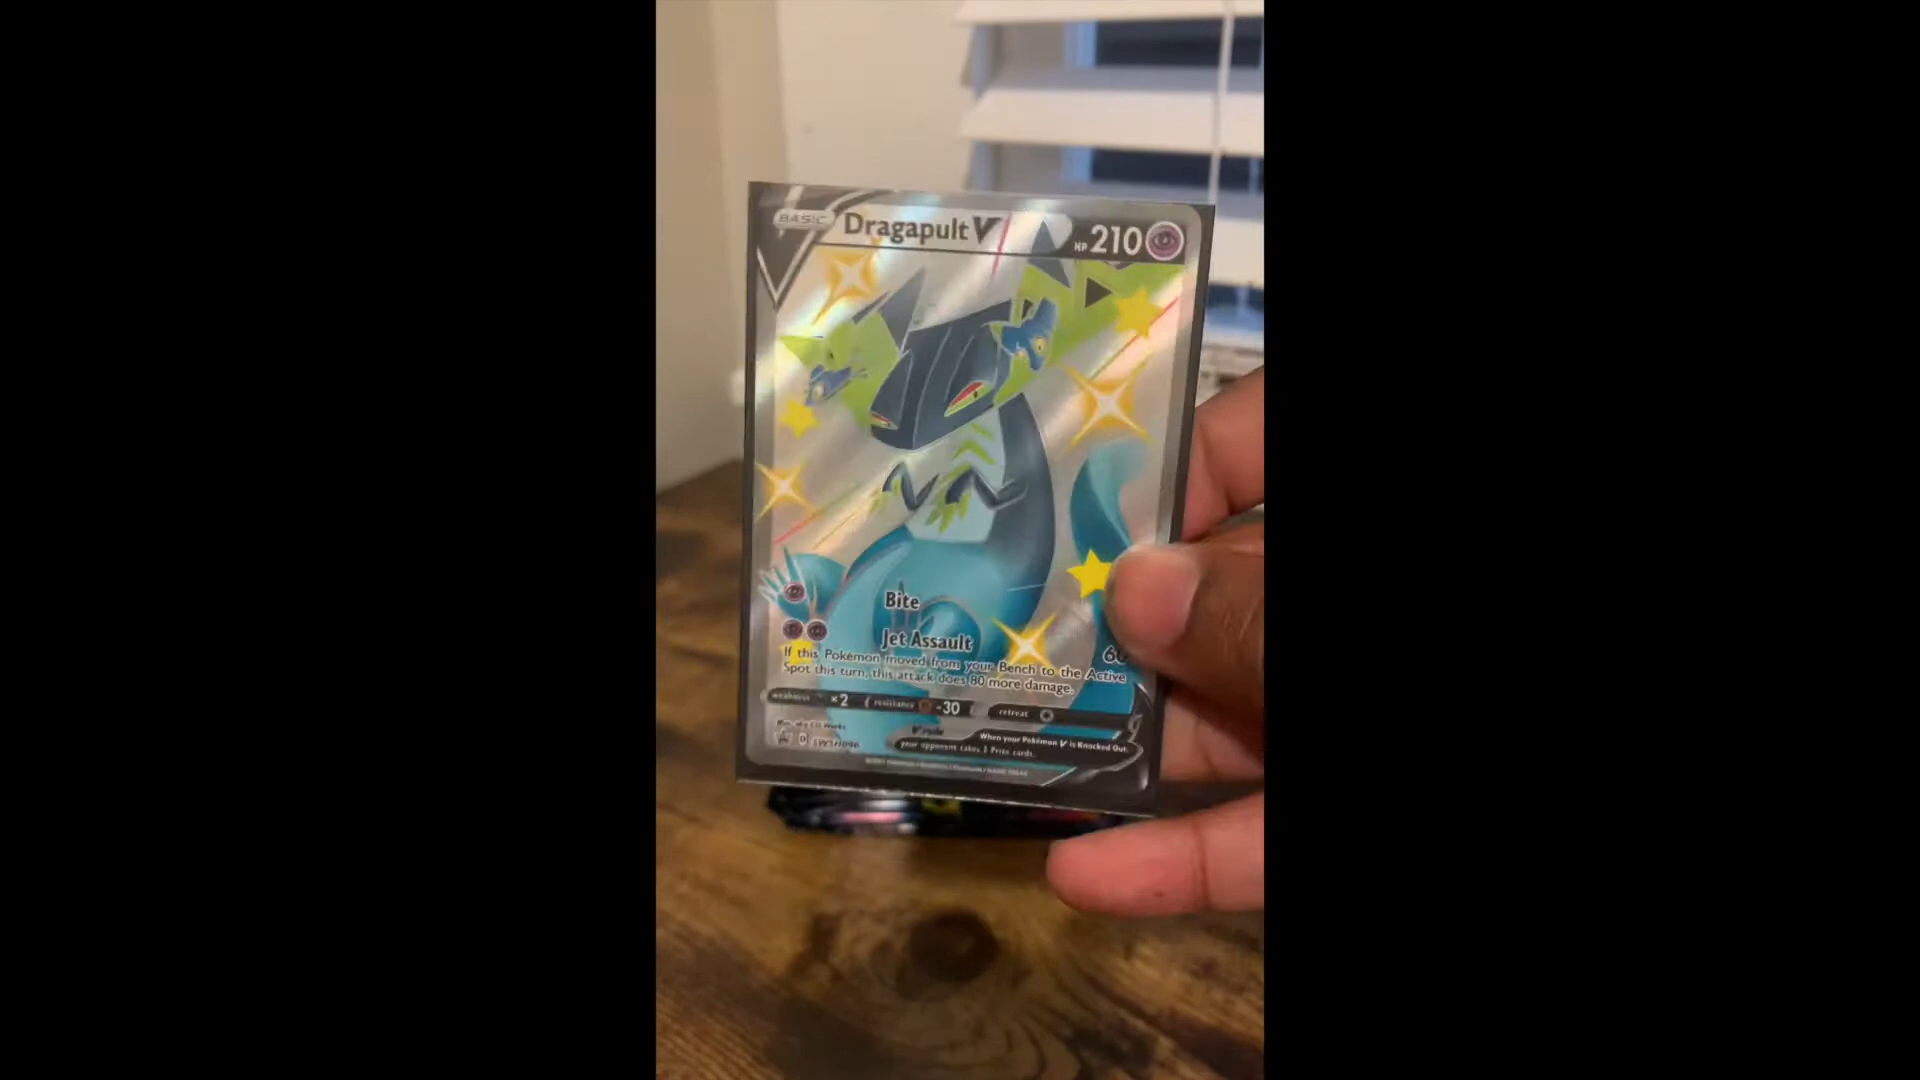 BASIC Dragapult V HP 210
Bite
Jet Assault 60
If this Pokémon moved from your Bench to the Active
Spot this turn, this attack does 80 more damage.
weakness ×2 resistance -30 retreat
V rule When your Pokémon V is Knocked Out,
your opponent takes 2 Prize cards.
D SWSH096